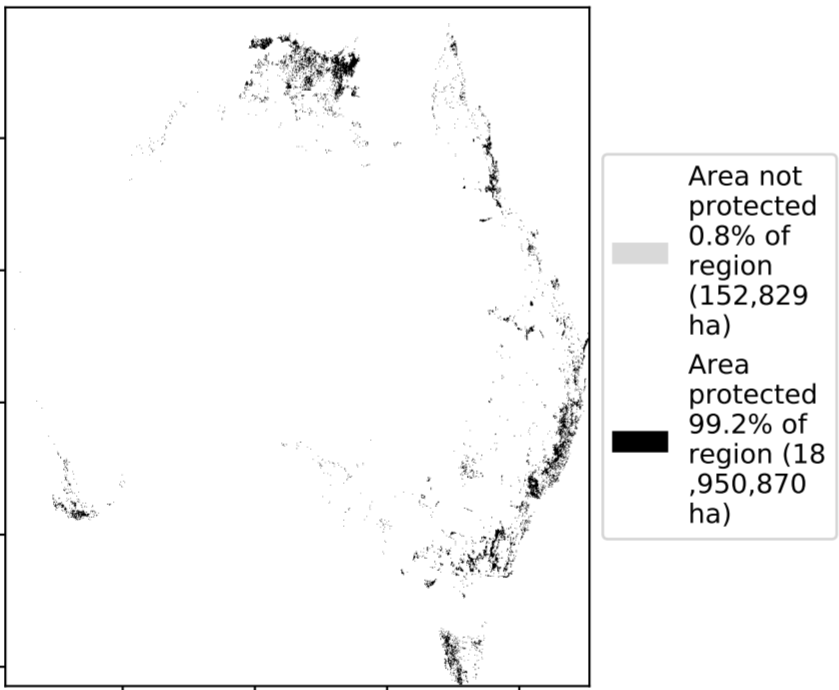 Area not
protected
0.8% of
region
(152,829
ha)
Area
protected
99.2% of
region (18
,950,870
ha)